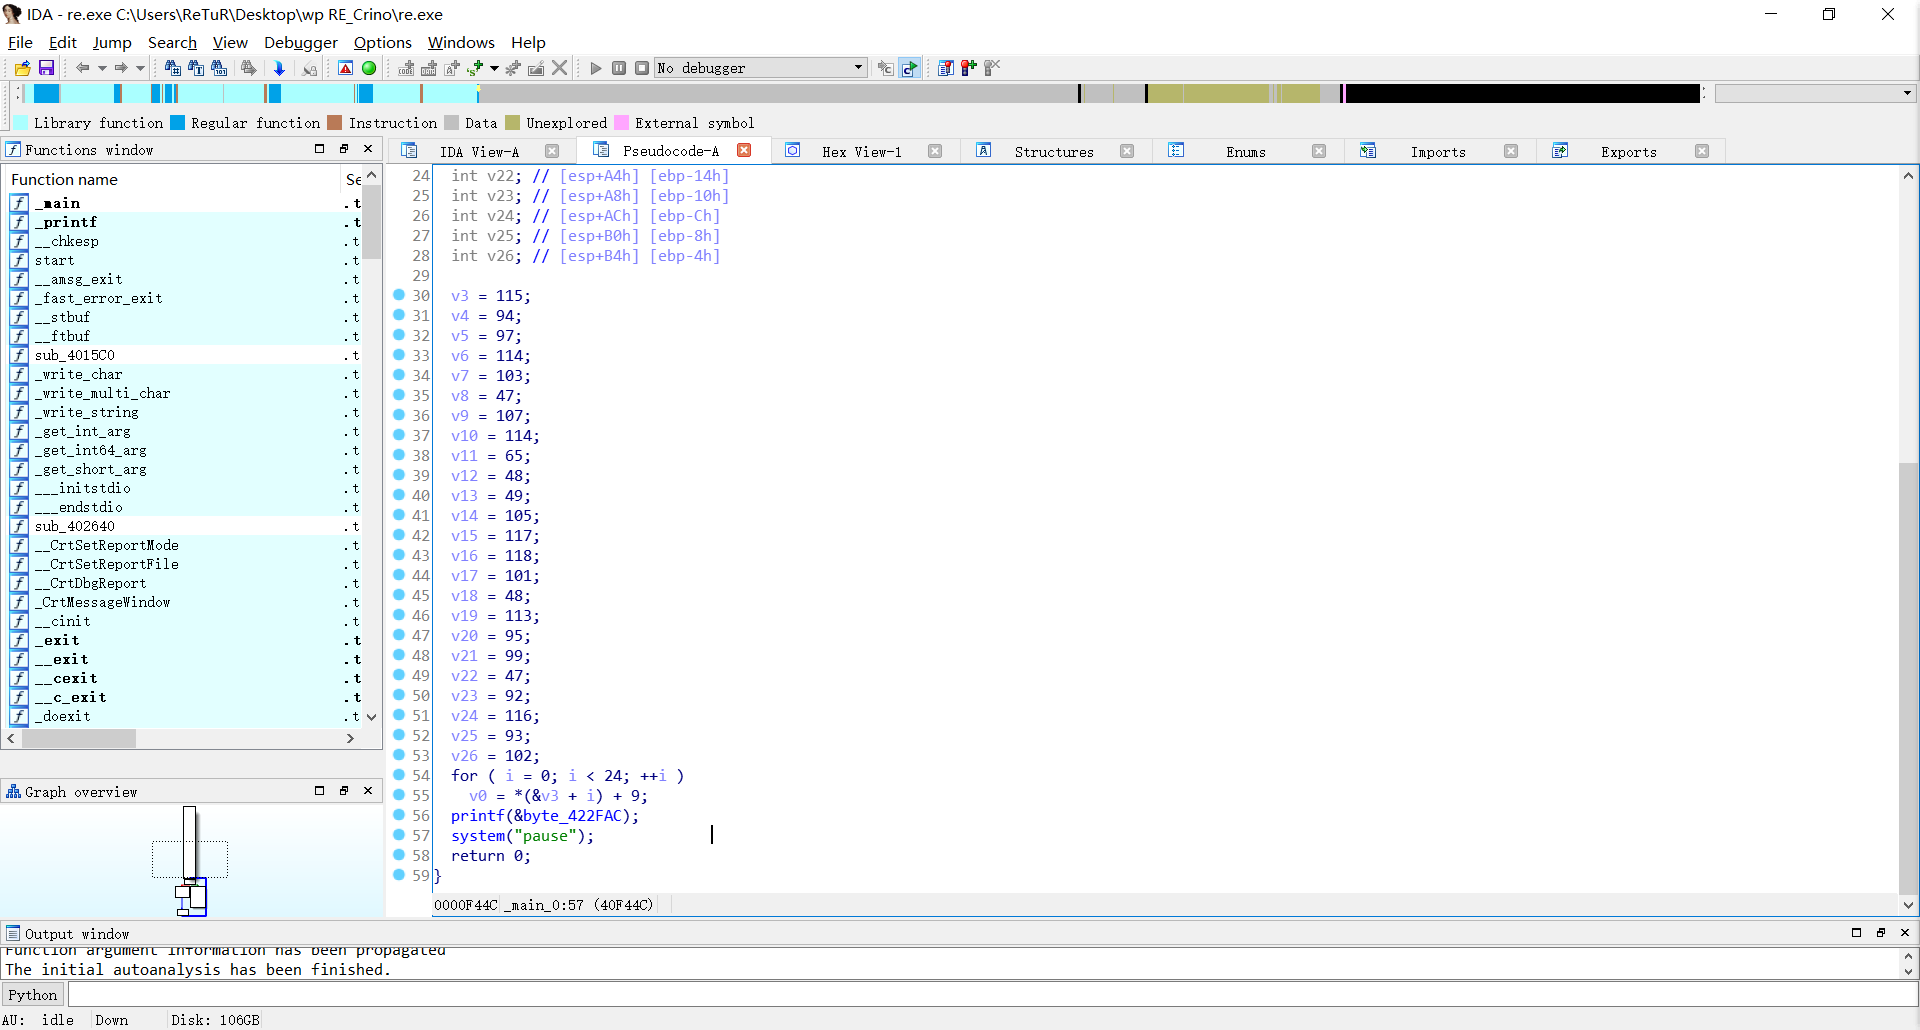 IDA - re.exe C:\Users\ReTuR\Desktop\wp RE_Crino\re.exe
File Edit Jump Search View Debugger Options Windows Help
No debugger
Library function Regular function Instruction Data Unexplored External symbol
Functions window
IDA View-A Pseudocode-A Hex View-1 Structures Enums Imports Exports
Function name Se
_main .t
_printf .t
__chkesp .t
start .t
__amsg_exit .t
_fast_error_exit .t
__stbuf .t
__ftbuf .t
sub_4015C0 .t
_write_char .t
_write_multi_char .t
_write_string .t
_get_int_arg .t
_get_int64_arg .t
_get_short_arg .t
___initstdio .t
___endstdio .t
sub_402640 .t
__CrtSetReportMode .t
__CrtSetReportFile .t
__CrtDbgReport .t
_CrtMessageWindow .t
__cinit .t
_exit .t
__exit .t
__cexit .t
__c_exit .t
_doexit .t
24 int v22; // [esp+A4h] [ebp-14h]
25 int v23; // [esp+A8h] [ebp-10h]
26 int v24; // [esp+ACh] [ebp-Ch]
27 int v25; // [esp+B0h] [ebp-8h]
28 int v26; // [esp+B4h] [ebp-4h]
29
30 v3 = 115;
31 v4 = 94;
32 v5 = 97;
33 v6 = 114;
34 v7 = 103;
35 v8 = 47;
36 v9 = 107;
37 v10 = 114;
38 v11 = 65;
39 v12 = 48;
40 v13 = 49;
41 v14 = 105;
42 v15 = 117;
43 v16 = 118;
44 v17 = 101;
45 v18 = 48;
46 v19 = 113;
47 v20 = 95;
48 v21 = 99;
49 v22 = 47;
50 v23 = 92;
51 v24 = 116;
52 v25 = 93;
53 v26 = 102;
54 for ( i = 0; i < 24; ++i )
55 v0 = *(&v3 + i) + 9;
56 printf(&byte_422FAC);
57 system("pause");
58 return 0;
59 }
0000F44C _main_0:57 (40F44C)
Graph overview
Output window
Function argument information has been propagated
The initial autoanalysis has been finished.
Python
AU: idle Down Disk: 106GB